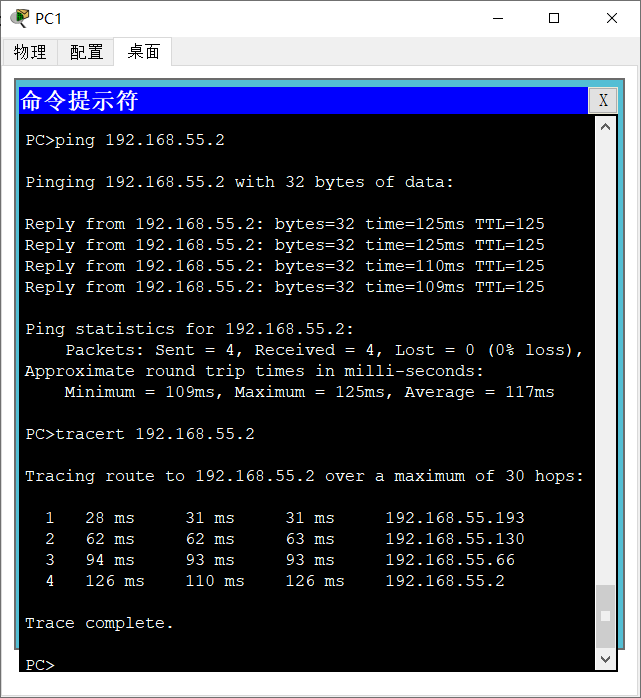 PC1
物理 配置 桌面
命令提示符 X
PC>ping 192.168.55.2
Pinging 192.168.55.2 with 32 bytes of data:
Reply from 192.168.55.2: bytes=32 time=125ms TTL=125
Reply from 192.168.55.2: bytes=32 time=125ms TTL=125
Reply from 192.168.55.2: bytes=32 time=110ms TTL=125
Reply from 192.168.55.2: bytes=32 time=109ms TTL=125
Ping statistics for 192.168.55.2:
Packets: Sent = 4, Received = 4, Lost = 0 (0% loss),
Approximate round trip times in milli-seconds:
Minimum = 109ms, Maximum = 125ms, Average = 117ms
PC>tracert 192.168.55.2
Tracing route to 192.168.55.2 over a maximum of 30 hops:
1 28 ms 31 ms 31 ms 192.168.55.193
2 62 ms 62 ms 63 ms 192.168.55.130
3 94 ms 93 ms 93 ms 192.168.55.66
4 126 ms 110 ms 126 ms 192.168.55.2
Trace complete.
PC>